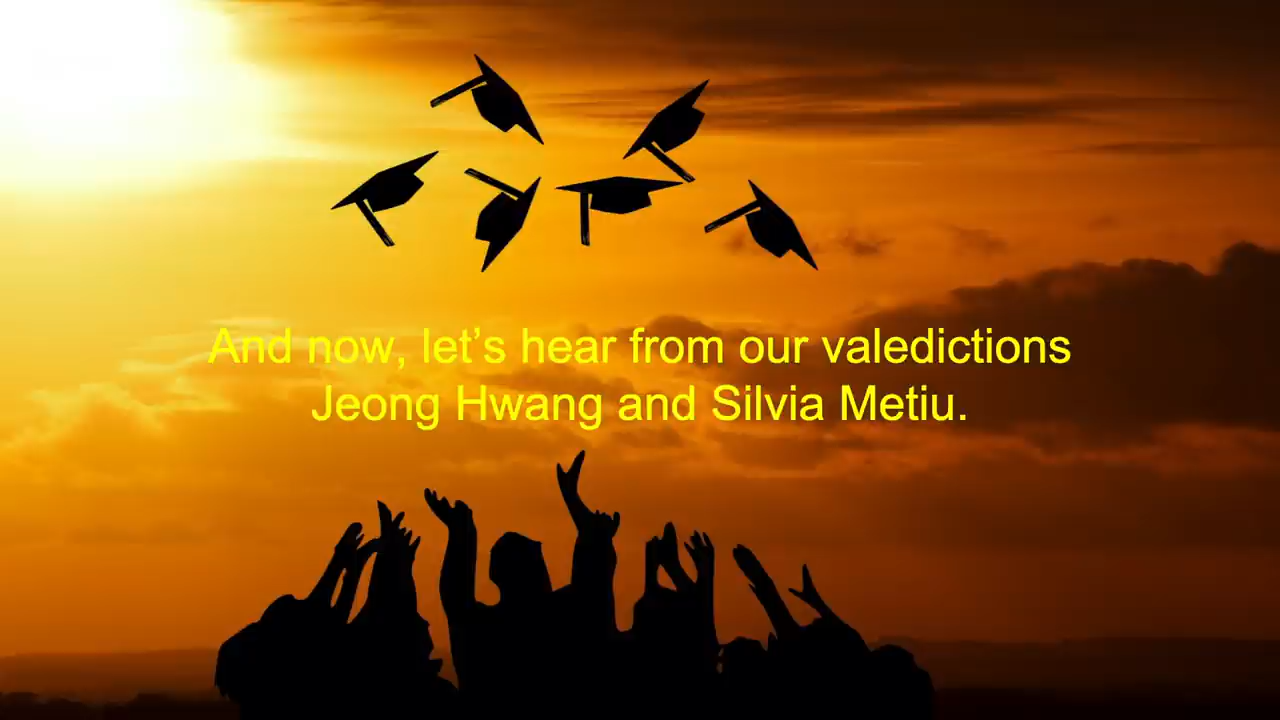 And now, let’s hear from our valedictions
Jeong Hwang and Silvia Metiu.